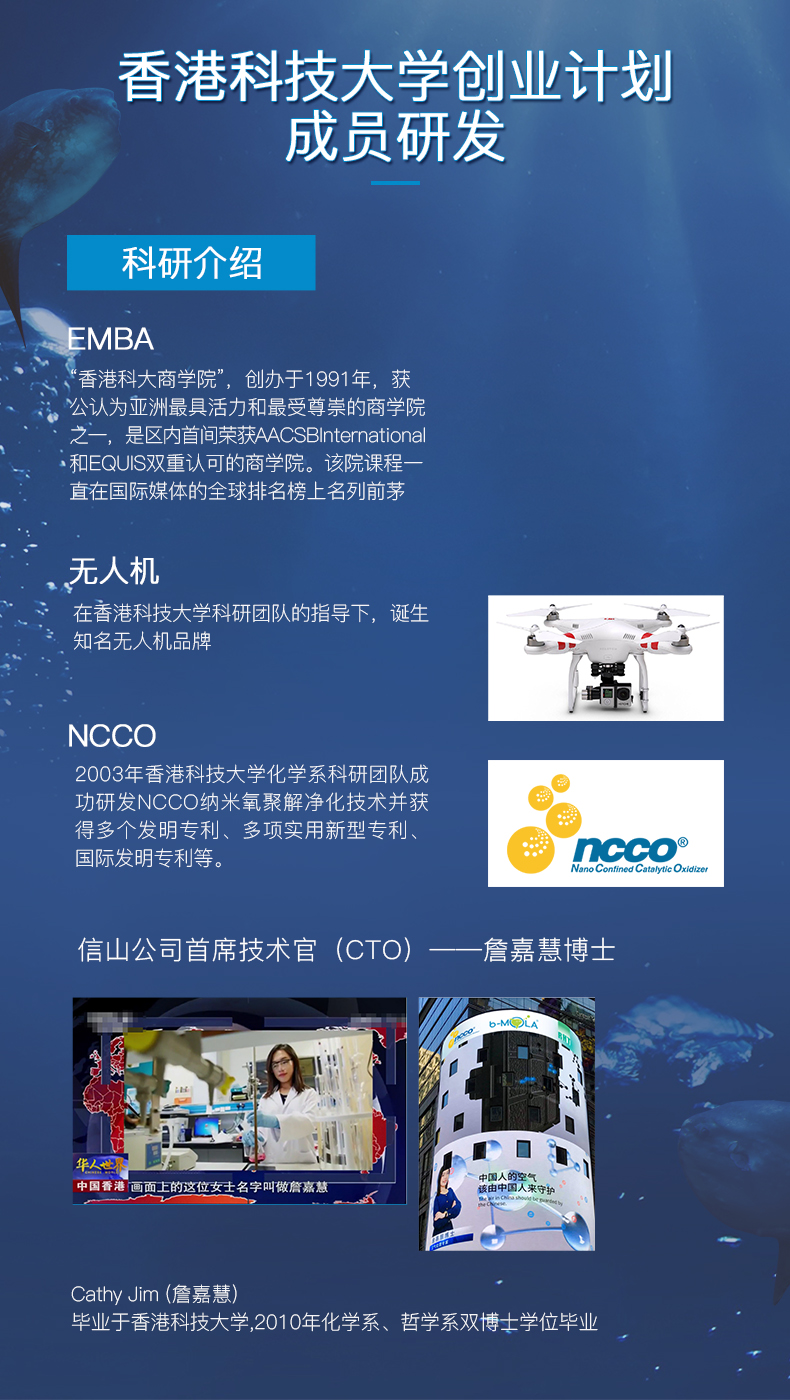 香港科技大学创业计划
成员研发
科研介绍
EMBA
“香港科大商学院”，创办于1991年，获
公认为亚洲最具活力和最受尊崇的商学院
之一，是区内首间荣获AACSBInternational
和EQUIS双重认可的商学院。该院课程一
直在国际媒体的全球排名榜上名列前茅
无人机
在香港科技大学科研团队的指导下，诞生
知名无人机品牌
NCCO
2003年香港科技大学化学系科研团队成
功研发NCCO纳米氧聚解净化技术并获
得多个发明专利、多项实用新型专利、
国际发明专利等。
ncco®
Nano Confined Catalytic Oxidizer
信山公司首席技术官（CTO）——詹嘉慧博士
华人世界
中国香港 画面上的这位女士名字叫做詹嘉慧
b-MOLA
ncco
中国人的空气
该由中国人来守护
The air in China should be guarded by
the Chinese.
Cathy Jim (詹嘉慧)
毕业于香港科技大学,2010年化学系、哲学系双博士学位毕业